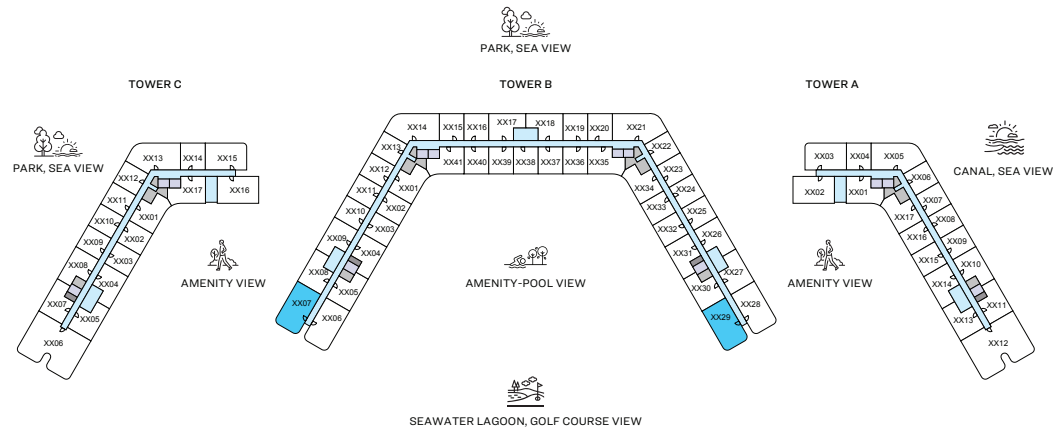 PARK, SEA VIEW
TOWER C
TOWER B
TOWER A
PARK, SEA VIEW
CANAL, SEA VIEW
XX13
XX14
XX15
XX12
XX17
XX16
XX11
XX01
XX10
XX02
XX09
XX03
XX08
XX04
XX07
XX05
XX06
AMENITY VIEW
XX14
XX15
XX16
XX17
XX18
XX19
XX20
XX21
XX13
XX41
XX40
XX39
XX38
XX37
XX36
XX35
XX22
XX12
XX01
XX34
XX23
XX11
XX02
XX33
XX24
XX10
XX03
XX32
XX25
XX09
XX04
XX31
XX26
XX08
XX05
XX30
XX27
XX07
XX06
XX29
XX28
AMENITY-POOL VIEW
XX03
XX04
XX05
XX02
XX01
XX06
XX17
XX07
XX16
XX08
XX15
XX09
XX14
XX10
XX13
XX11
XX12
AMENITY VIEW
SEAWATER LAGOON, GOLF COURSE VIEW